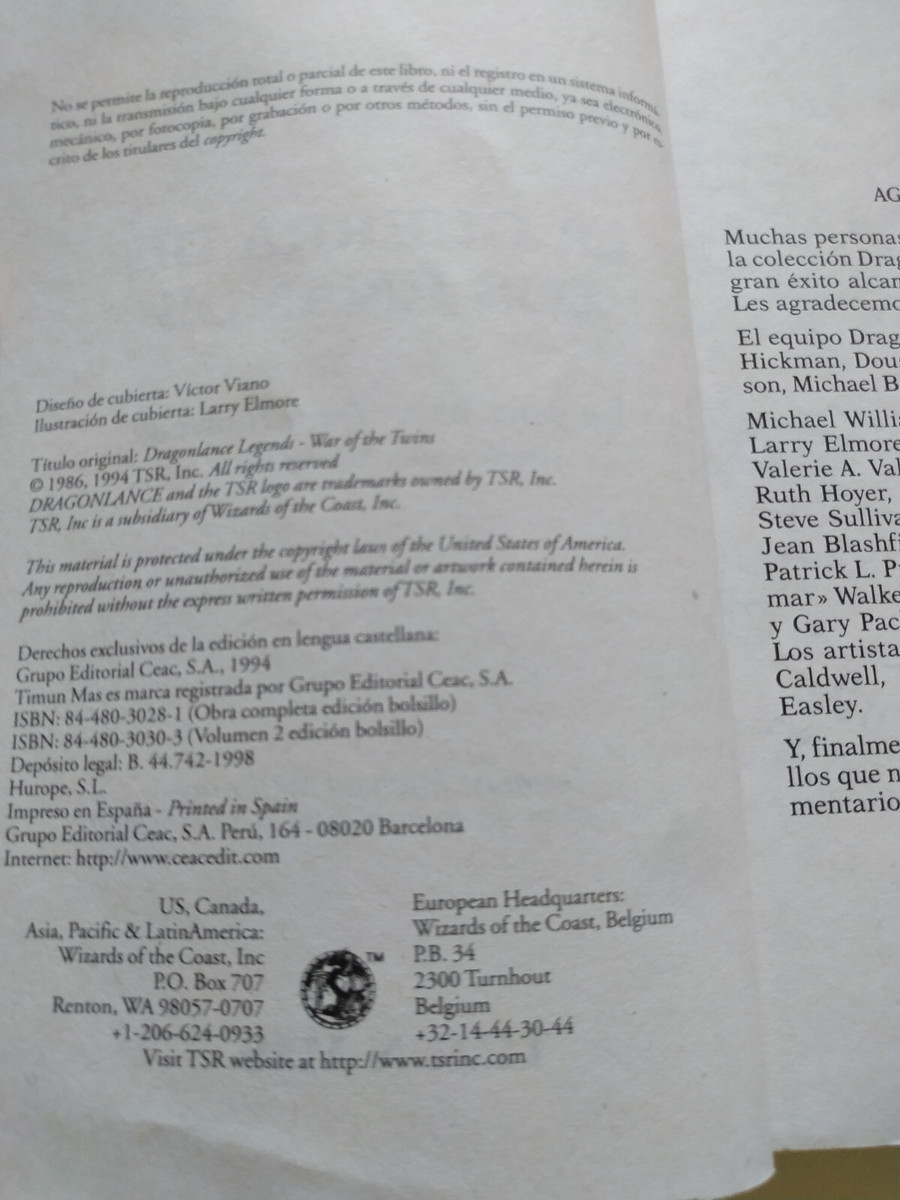 No se permite la reproducción total o parcial de este libro, ni el registro en un sistema informá-
tico, ni la transmisión bajo cualquier forma o a través de cualquier medio, ya sea electrónico,
mecánico, por fotocopia, por grabación o por otros métodos, sin el permiso previo y por es-
crito de los titulares del copyright.
Diseño de cubierta: Víctor Viano
Ilustración de cubierta: Larry Elmore
Título original: Dragonlance Legends - War of the Twins
© 1986, 1994 TSR, Inc. All rights reserved
DRAGONLANCE and the TSR logo are trademarks owned by TSR, Inc.
TSR, Inc is a subsidiary of Wizards of the Coast, Inc.
This material is protected under the copyright laws of the United States of America.
Any reproduction or unauthorized use of the material or artwork contained herein is
prohibited without the express written permission of TSR, Inc.
Derechos exclusivos de la edición en lengua castellana:
Grupo Editorial Ceac, S.A., 1994
Timun Mas es marca registrada por Grupo Editorial Ceac, S.A.
ISBN: 84-480-3028-1 (Obra completa edición bolsillo)
ISBN: 84-480-3030-3 (Volumen 2 edición bolsillo)
Depósito legal: B. 44.742-1998
Hurope, S.L.
Impreso en España - Printed in Spain
Grupo Editorial Ceac, S.A. Perú, 164 - 08020 Barcelona
Internet: http://www.ceacedit.com
US, Canada,
Asia, Pacific & LatinAmerica:
Wizards of the Coast, Inc
P.O. Box 707
Renton, WA 98057-0707
+1-206-624-0933
TM
European Headquarters:
Wizards of the Coast, Belgium
P.B. 34
2300 Turnhout
Belgium
+32-14-44-30-44
Visit TSR website at http://www.tsrinc.com
AG
Muchas personas
la colección Drag
gran éxito alcan
Les agradecemo
El equipo Drag
Hickman, Dou
son, Michael B
Michael Willi
Larry Elmore
Valerie A. Val
Ruth Hoyer,
Steve Sulliva
Jean Blashfi
Patrick L. P
mar» Walke
y Gary Pac
Los artista
Caldwell,
Easley.
Y, finalme
llos que n
mentario